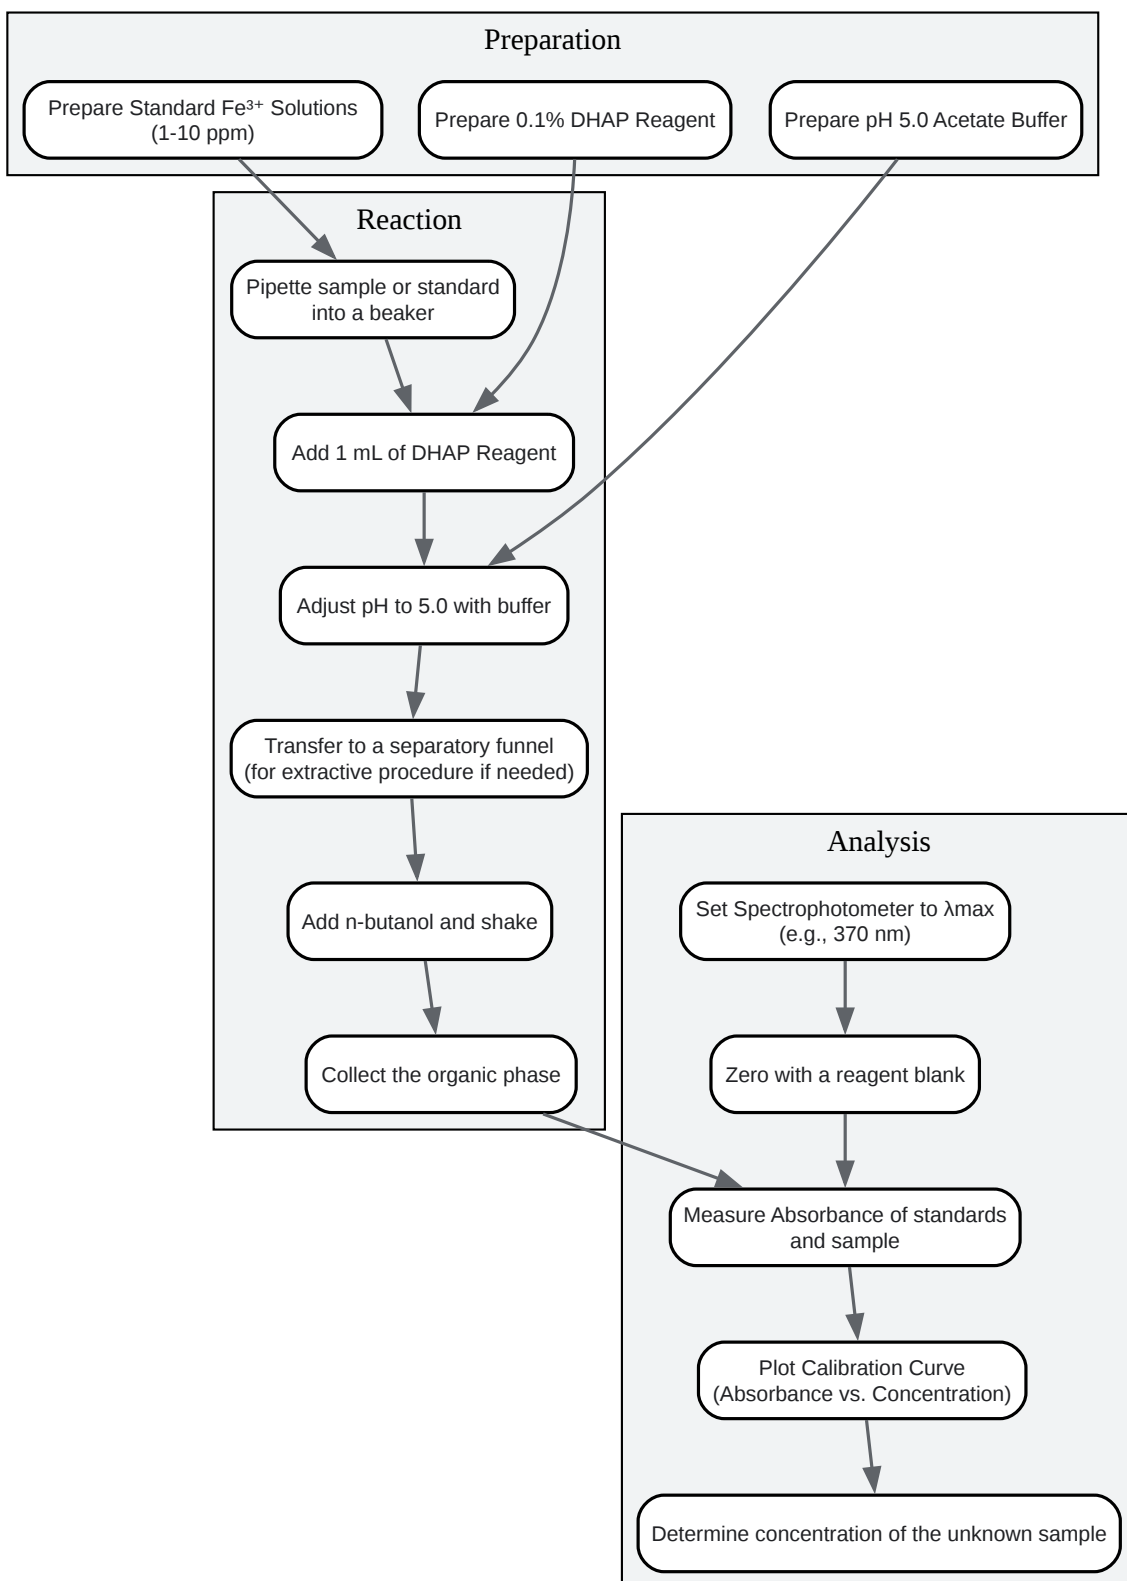 Preparation
Prepare Standard Fe³⁺ Solutions
(1-10 ppm)
Prepare 0.1% DHAP Reagent
Prepare pH 5.0 Acetate Buffer
Reaction
Pipette sample or standard
into a beaker
Add 1 mL of DHAP Reagent
Adjust pH to 5.0 with buffer
Transfer to a separatory funnel
(for extractive procedure if needed)
Add n-butanol and shake
Collect the organic phase
Analysis
Set Spectrophotometer to λmax
(e.g., 370 nm)
Zero with a reagent blank
Measure Absorbance of standards
and sample
Plot Calibration Curve
(Absorbance vs. Concentration)
Determine concentration of the unknown sample